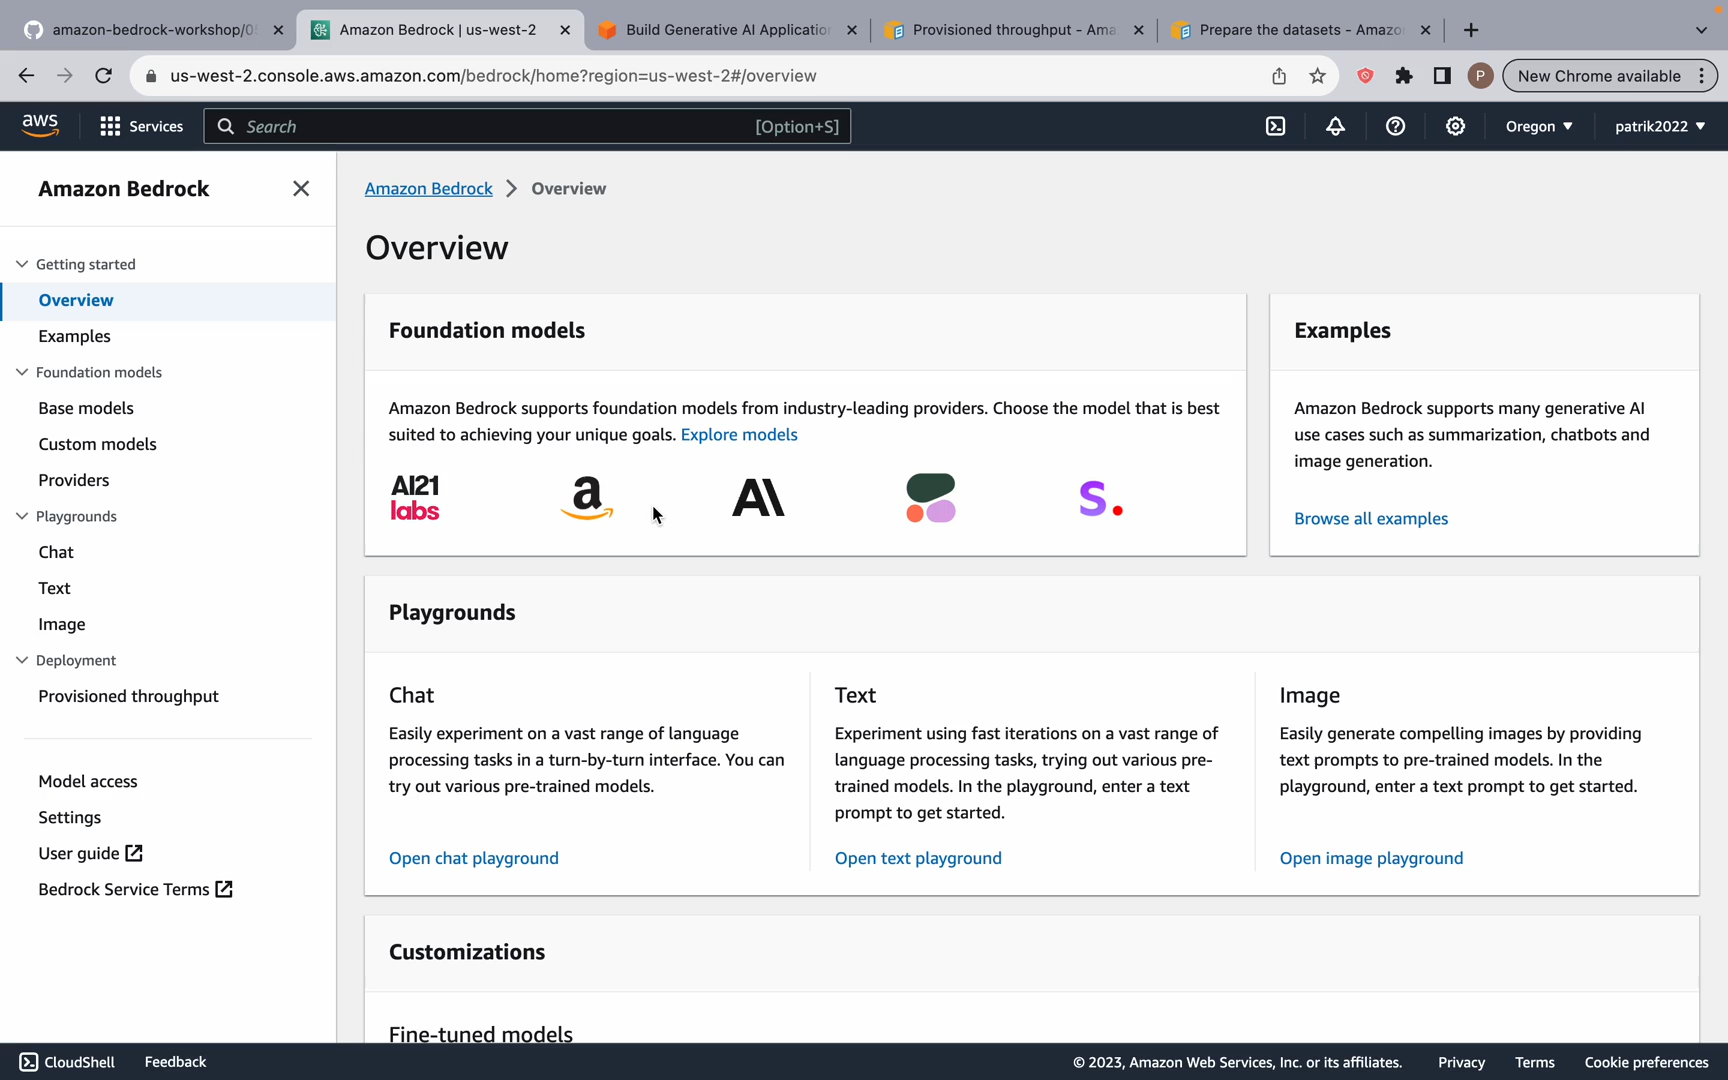 amazon-bedrock-workshop/0
Amazon Bedrock | us-west-2
Build Generative AI Application
Provisioned throughput - Ama
Prepare the datasets - Amazo
us-west-2.console.aws.amazon.com/bedrock/home?region=us-west-2#/overview
P
New Chrome available
aws
Services
Search
[Option+S]
Oregon
patrik2022
Amazon Bedrock
Getting started
Overview
Examples
Foundation models
Base models
Custom models
Providers
Playgrounds
Chat
Text
Image
Deployment
Provisioned throughput
Model access
Settings
User guide
Bedrock Service Terms
Amazon Bedrock > Overview
Overview
Foundation models
Amazon Bedrock supports foundation models from industry-leading providers. Choose the model that is best
suited to achieving your unique goals. Explore models
AI21
labs
a
A\
S.
Examples
Amazon Bedrock supports many generative AI
use cases such as summarization, chatbots and
image generation.
Browse all examples
Playgrounds
Chat
Easily experiment on a vast range of language
processing tasks in a turn-by-turn interface. You can
try out various pre-trained models.
Open chat playground
Text
Experiment using fast iterations on a vast range of
language processing tasks, trying out various pre-
trained models. In the playground, enter a text
prompt to get started.
Open text playground
Image
Easily generate compelling images by providing
text prompts to pre-trained models. In the
playground, enter a text prompt to get started.
Open image playground
Customizations
Fine-tuned models
CloudShell
Feedback
© 2023, Amazon Web Services, Inc. or its affiliates.
Privacy
Terms
Cookie preferences